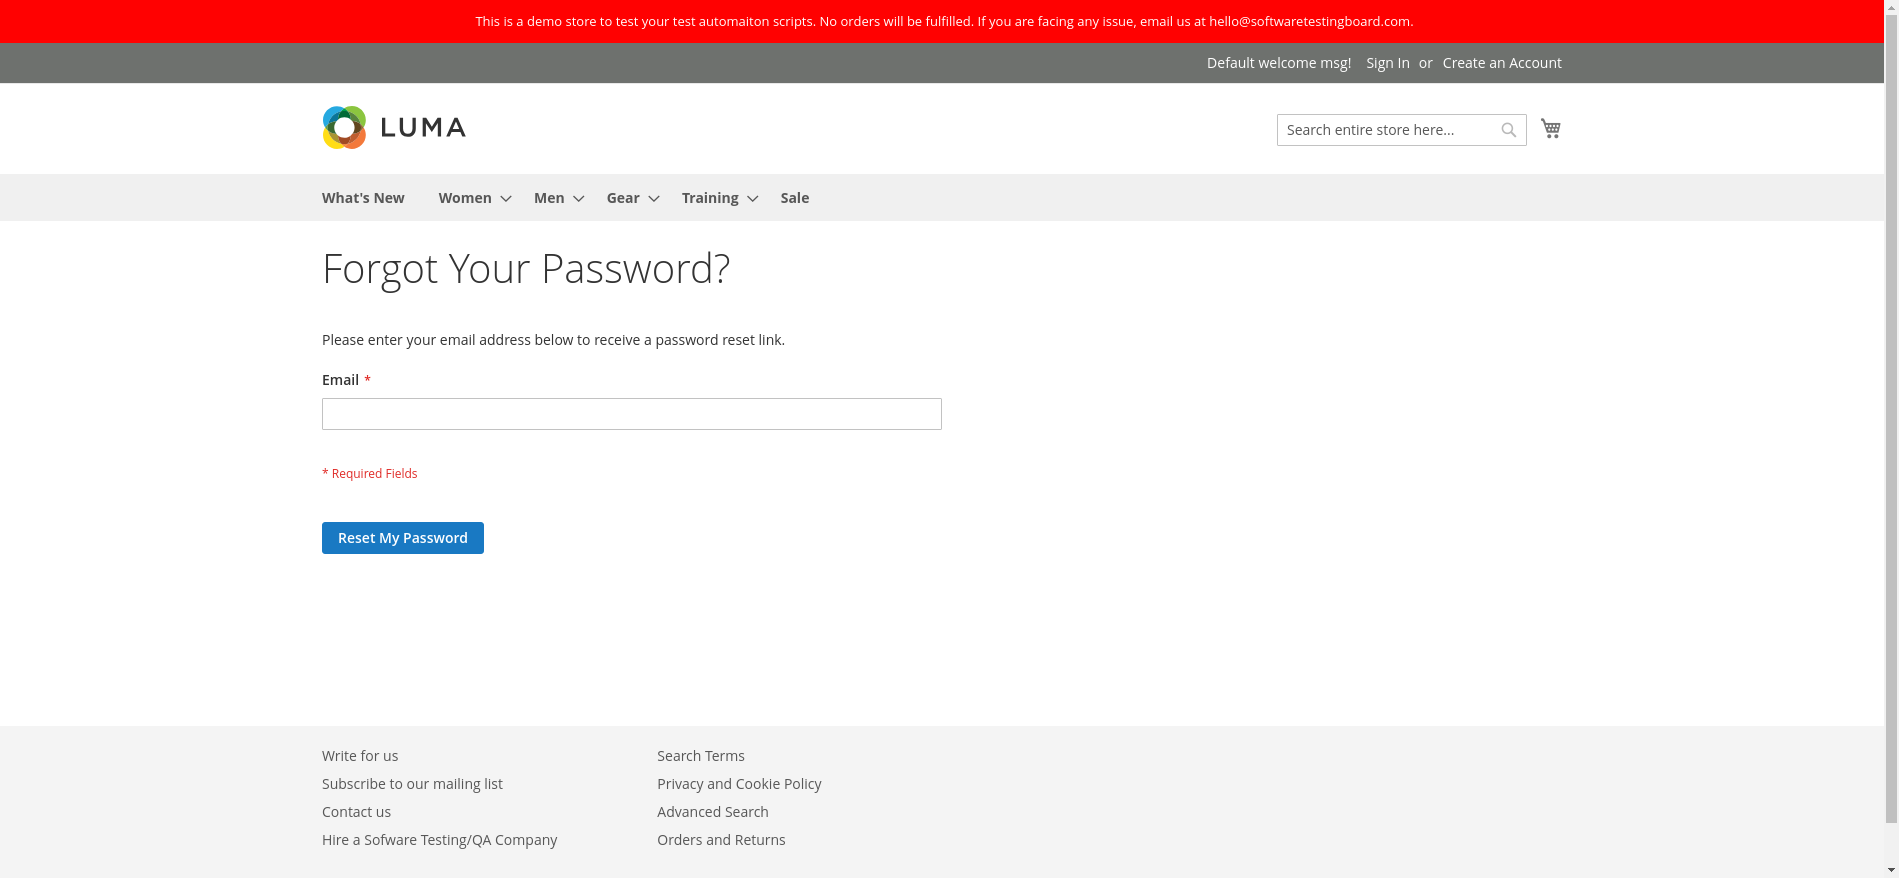 This is a demo store to test your test automaiton scripts. No orders will be fulfilled. If you are facing any issue, email us at hello@softwaretestingboard.com.
Default welcome msg! Sign In or Create an Account
LUMA
Search entire store here...
What's New Women Men Gear Training Sale
Forgot Your Password?
Please enter your email address below to receive a password reset link.
Email *
* Required Fields
Reset My Password
Write for us
Subscribe to our mailing list
Contact us
Hire a Sofware Testing/QA Company
Search Terms
Privacy and Cookie Policy
Advanced Search
Orders and Returns